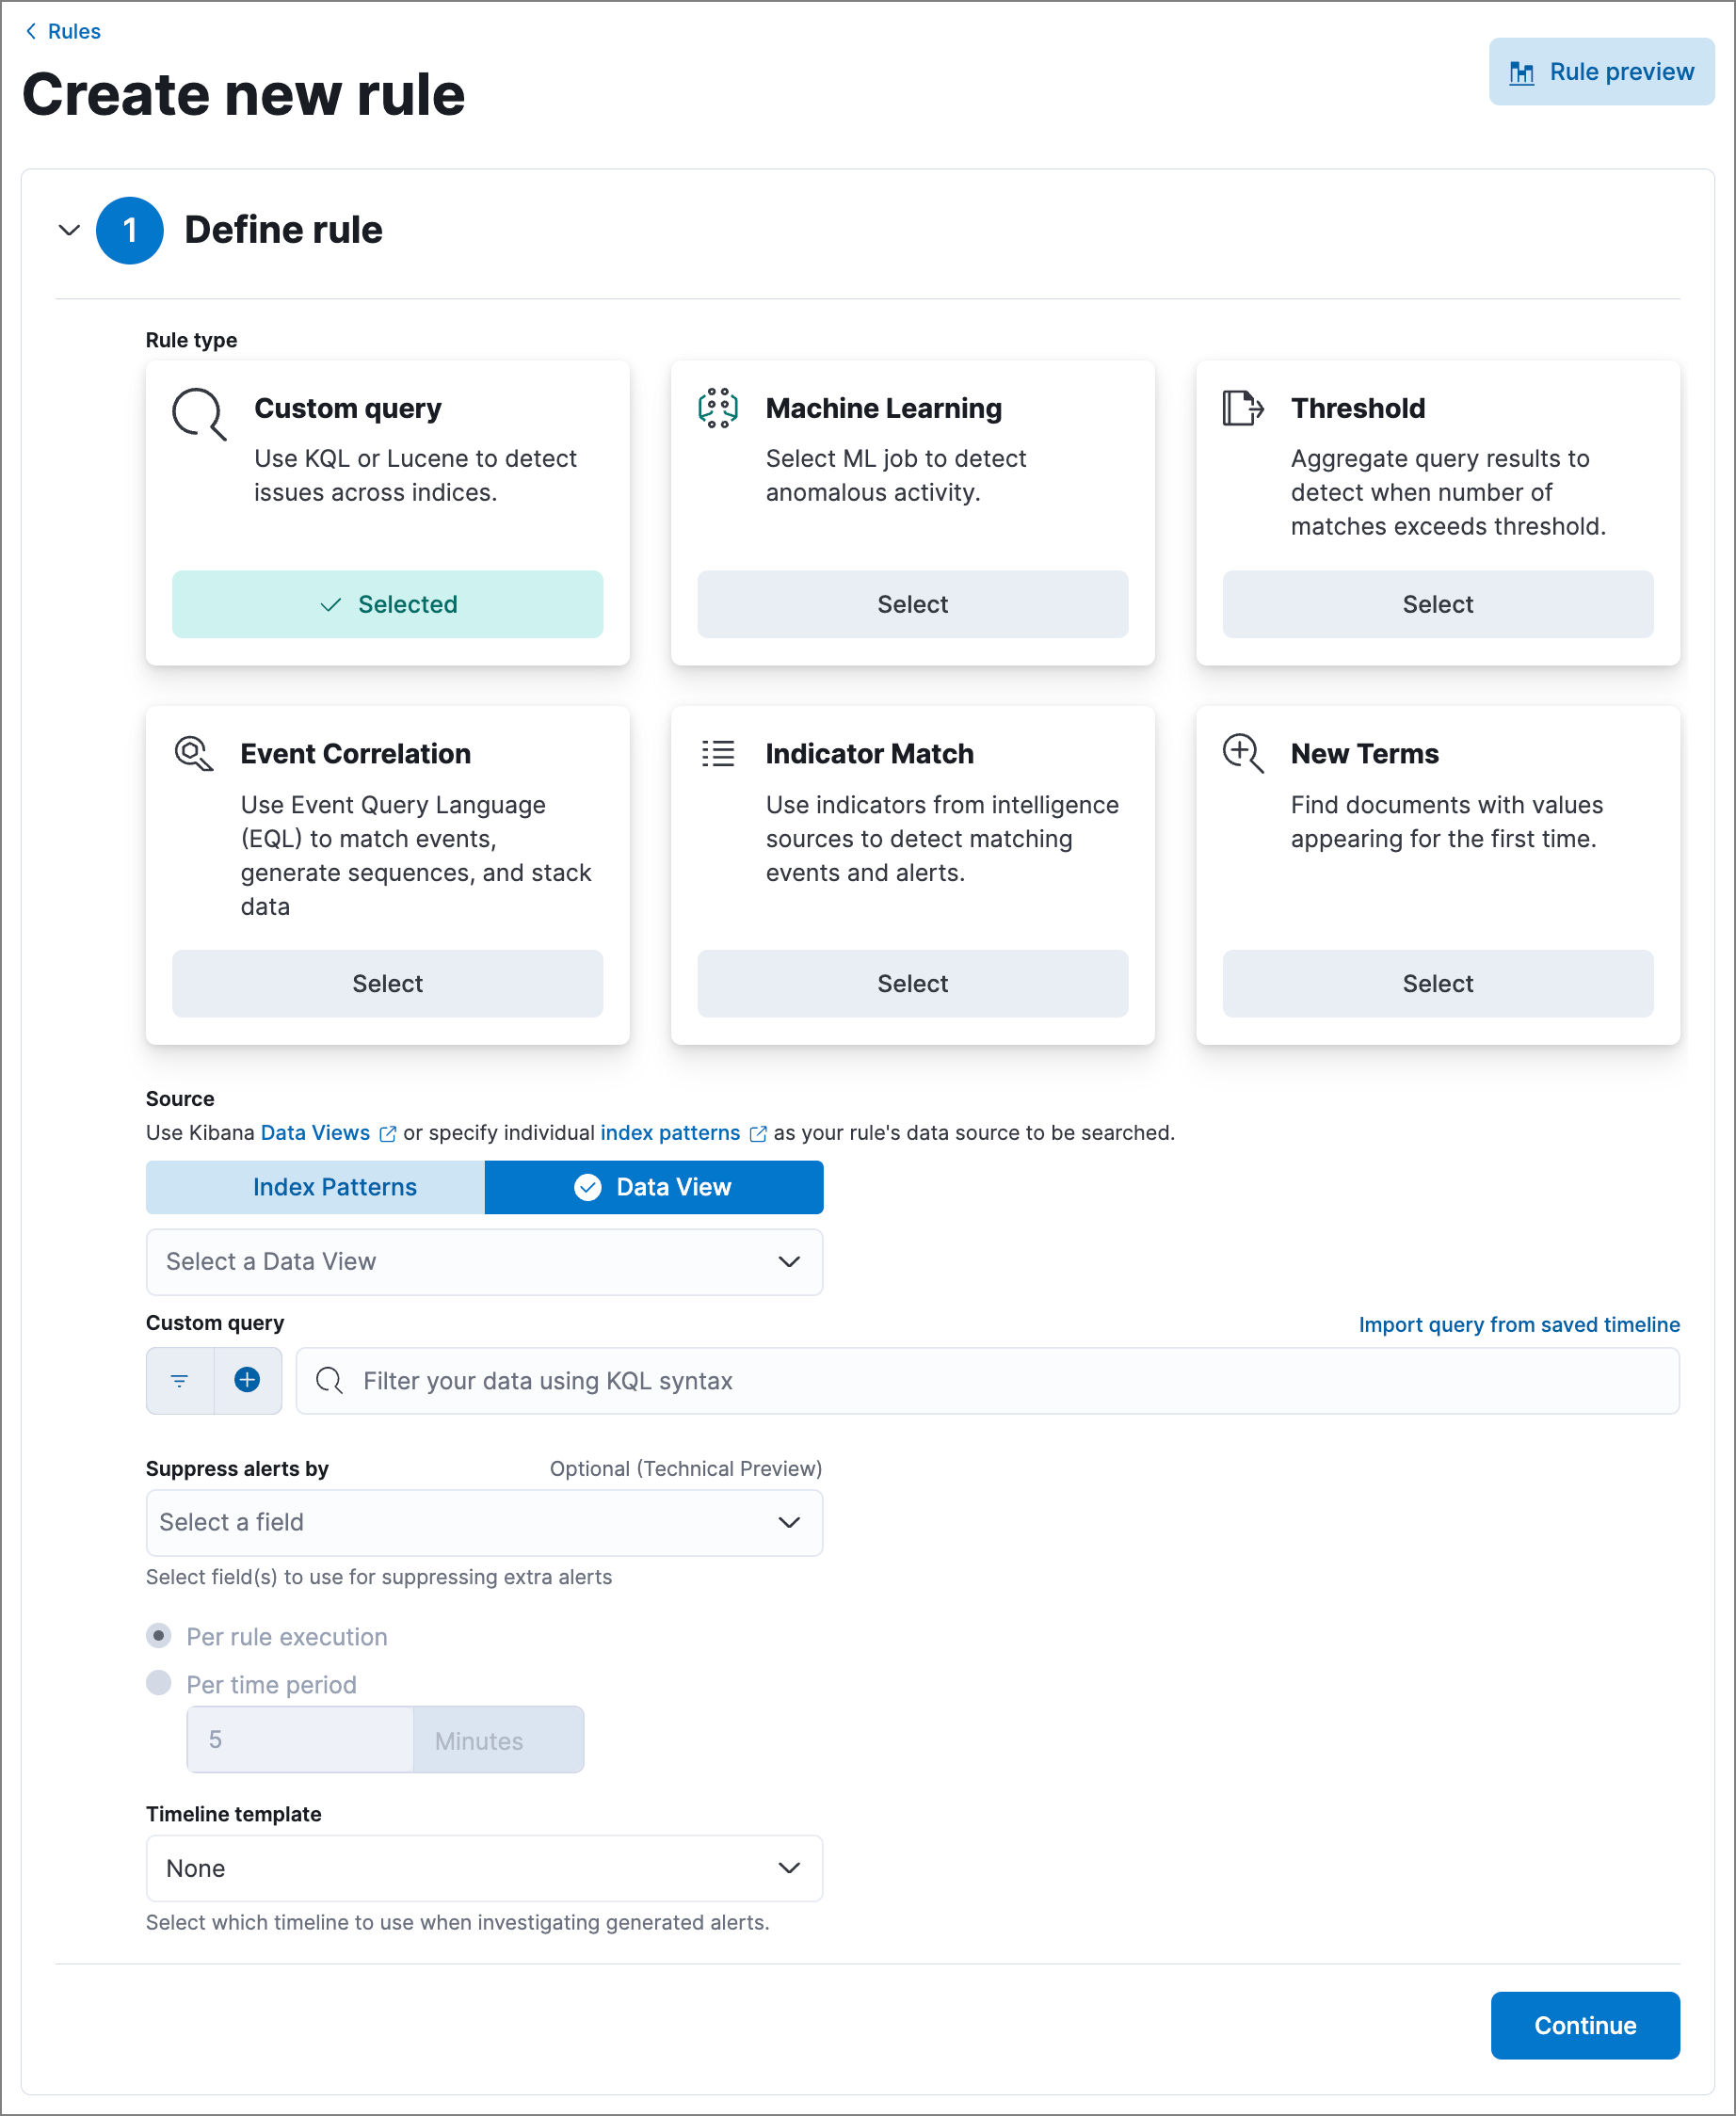 Rules
Create new rule
Rule preview
1 Define rule
Rule type
Custom query
Use KQL or Lucene to detect
issues across indices.
Selected
Machine Learning
Select ML job to detect
anomalous activity.
Select
Threshold
Aggregate query results to
detect when number of
matches exceeds threshold.
Select
Event Correlation
Use Event Query Language
(EQL) to match events,
generate sequences, and stack
data
Select
Indicator Match
Use indicators from intelligence
sources to detect matching
events and alerts.
Select
New Terms
Find documents with values
appearing for the first time.
Select
Source
Use Kibana Data Views or specify individual index patterns as your rule's data source to be searched.
Index Patterns Data View
Select a Data View
Custom query Import query from saved timeline
Filter your data using KQL syntax
Suppress alerts by Optional (Technical Preview)
Select a field
Select field(s) to use for suppressing extra alerts
Per rule execution
Per time period
5 Minutes
Timeline template
None
Select which timeline to use when investigating generated alerts.
Continue